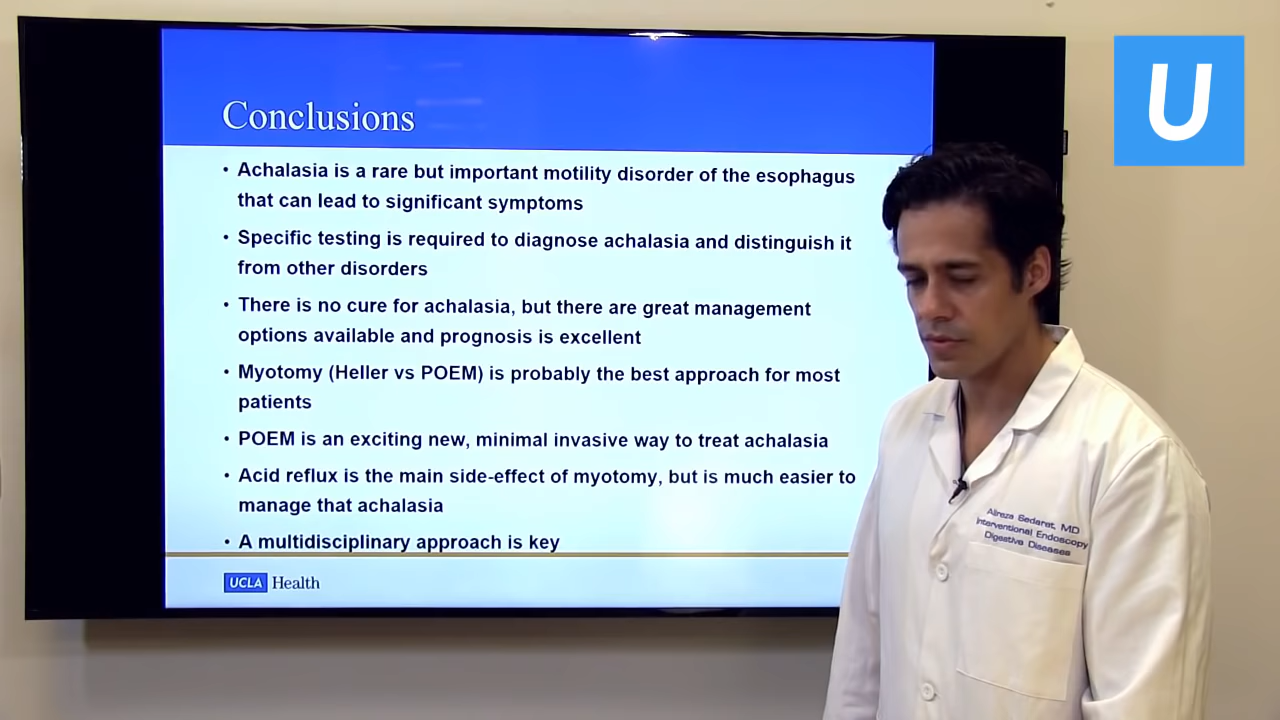 Conclusions
• Achalasia is a rare but important motility disorder of the esophagus
that can lead to significant symptoms
• Specific testing is required to diagnose achalasia and distinguish it
from other disorders
• There is no cure for achalasia, but there are great management
options available and prognosis is excellent
• Myotomy (Heller vs POEM) is probably the best approach for most
patients
• POEM is an exciting new, minimal invasive way to treat achalasia
• Acid reflux is the main side-effect of myotomy, but is much easier to
manage that achalasia
• A multidisciplinary approach is key
UCLA Health
U
Alireza Sedarat, MD
Interventional Endoscopy
Digestive Diseases